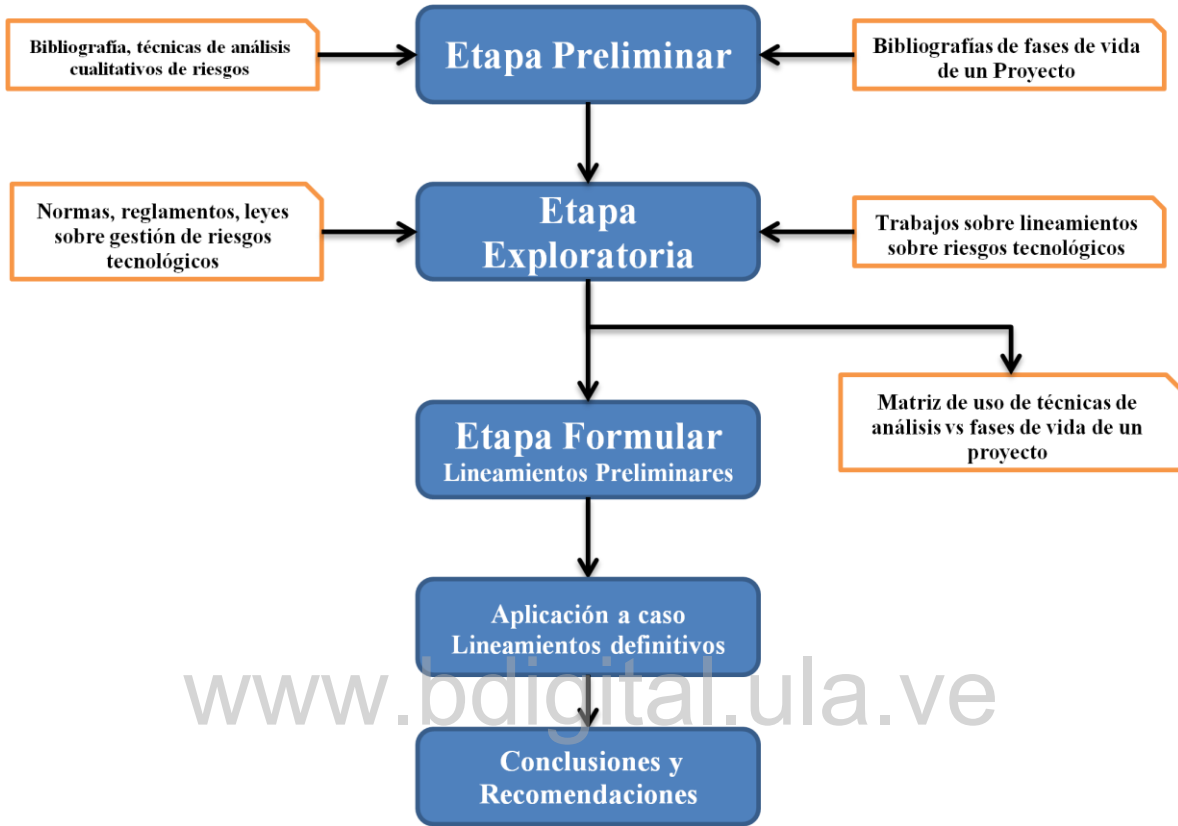 Bibliografía, técnicas de análisis
cualitativos de riesgos
Etapa Preliminar
Bibliografías de fases de vida
de un Proyecto
Normas, reglamentos, leyes
sobre gestión de riesgos
tecnológicos
Etapa
Exploratoria
Trabajos sobre lineamientos
sobre riesgos tecnológicos
Etapa Formular
Lineamientos Preliminares
Matriz de uso de técnicas de
análisis vs fases de vida de un
proyecto
Aplicación a caso
Lineamientos definitivos
www.bdigital.ula.ve
Conclusiones y
Recomendaciones